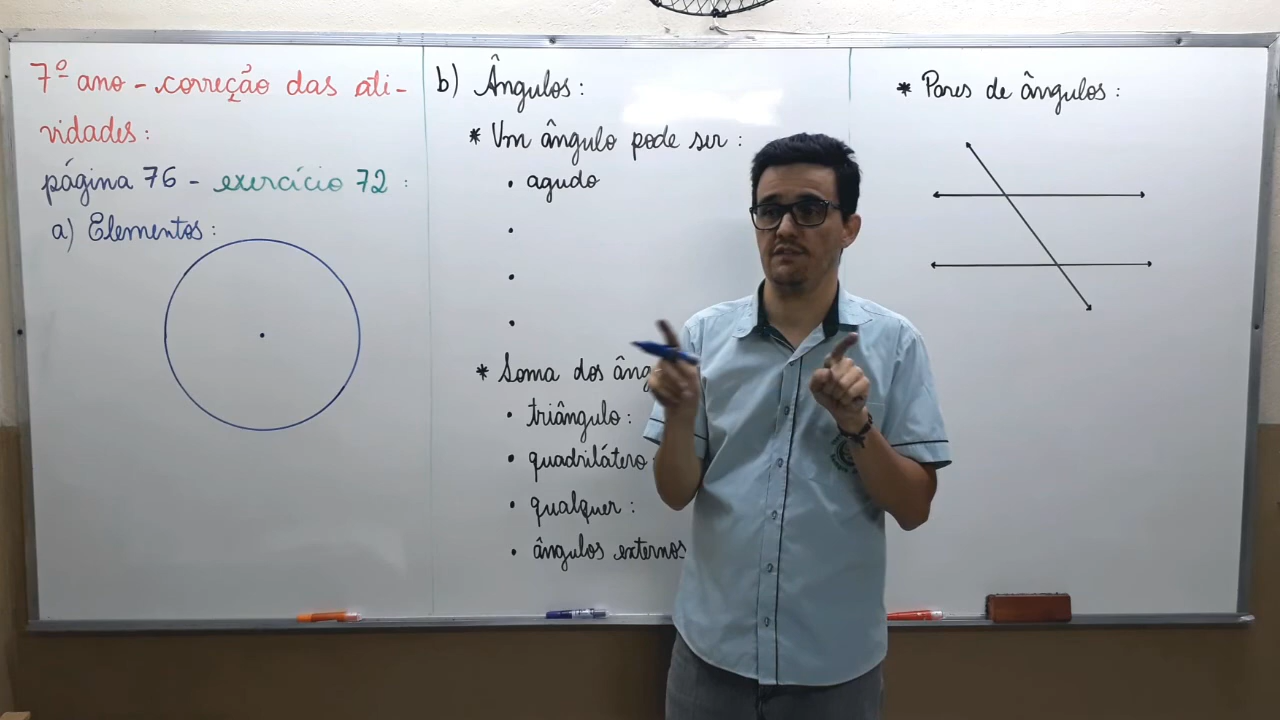 7º ano - correção das ati-
vidades:
página 76 - exercício 72 :
a) Elementos:
b) Ângulos:
* Um ângulo pode ser :
• agudo
•
•
•
* Soma dos âng
• triângulo:
• quadrilátero
• qualquer :
• ângulos externos
* Pares de ângulos :